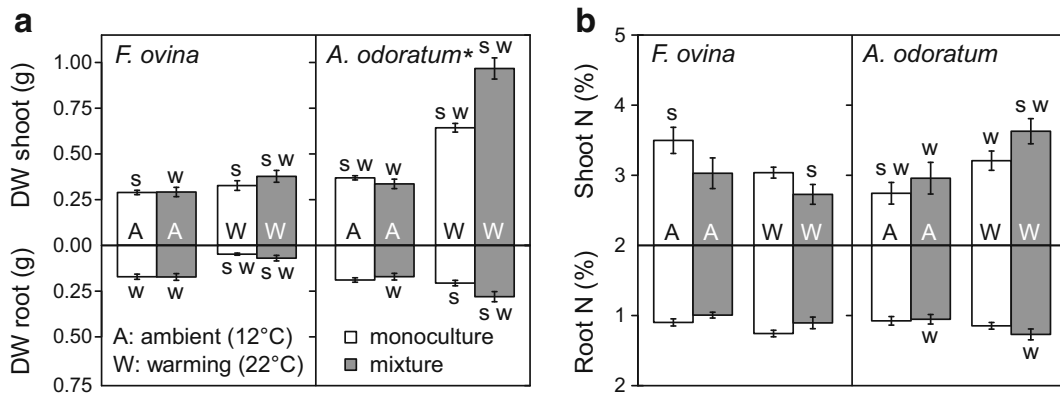 a
F. ovina
A. odoratum*
DW shoot (g)
DW root (g)
1.00
0.75
0.50
0.25
0.00
0.25
0.50
0.75
s w s s w s w w s w s w
A A W W A A W W
w w s w s w w s s w
A: ambient (12°C)
W: warming (22°C)
monoculture
mixture
b
F. ovina
A. odoratum
Shoot N (%)
Root N (%)
5
4
3
2
1
2
s s s w w w s w
A A W W A A W W
w w